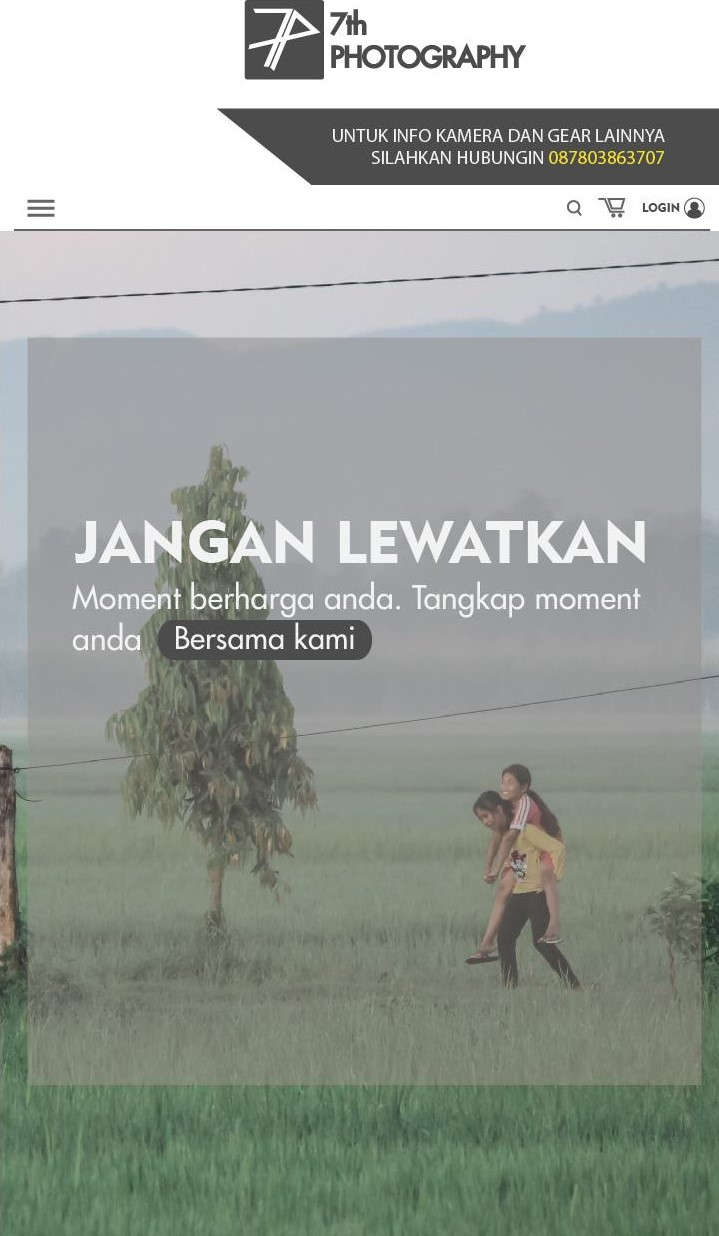 7th
PHOTOGRAPHY
UNTUK INFO KAMERA DAN GEAR LAINNYA
SILAHKAN HUBUNGIN 087803863707
LOGIN
JANGAN LEWATKAN
Moment berharga anda. Tangkap moment
anda Bersama kami